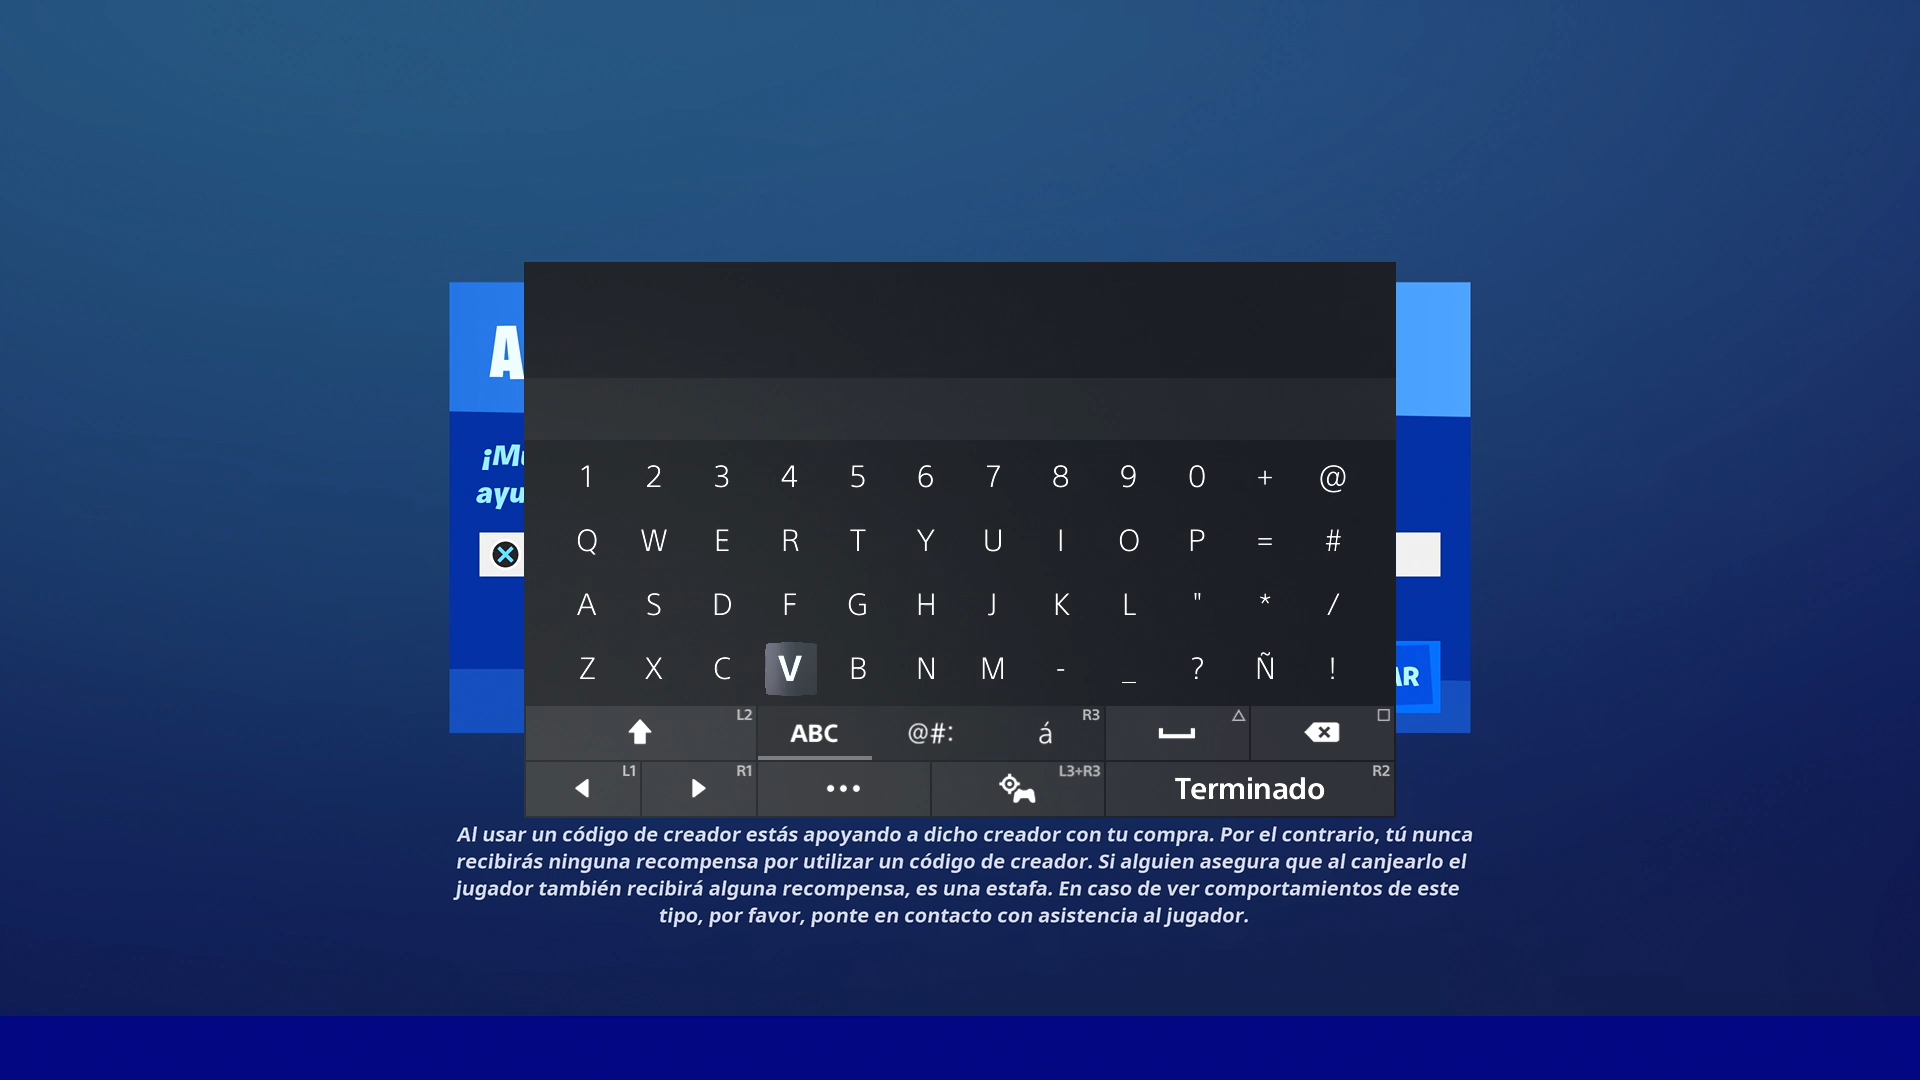 1 2 3 4 5 6 7 8 9 0 + @
Q W E R T Y U I O P = #
A S D F G H J K L " * /
Z X C V B N M - _ ? Ñ !
L2 ABC @#: á R3
L1 R1 ... L3+R3 Terminado R2
Al usar un código de creador estás apoyando a dicho creador con tu compra. Por el contrario, tú nunca
recibirás ninguna recompensa por utilizar un código de creador. Si alguien asegura que al canjearlo el
jugador también recibirá alguna recompensa, es una estafa. En caso de ver comportamientos de este
tipo, por favor, ponte en contacto con asistencia al jugador.